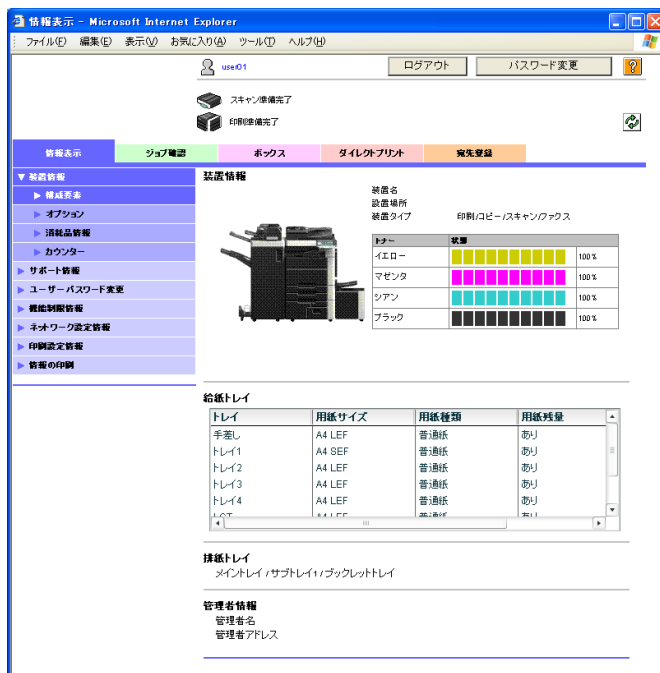 情報表示 - Microsoft Internet Explorer
ファイル(F) 編集(E) 表示(V) お気に入り(A) ツール(T) ヘルプ(H)
user01 ログアウト パスワード変更
スキャン準備完了
印刷準備完了
情報表示 ジョブ確認 ボックス ダイレクトプリント 宛先登録
▼ 装置情報
▶ 構成要素
▶ オプション
▶ 消耗品情報
▶ カウンター
▶ サポート情報
▶ ユーザーパスワード変更
▶ 機能制限情報
▶ ネットワーク設定情報
▶ 印刷設定情報
▶ 情報の印刷
装置情報
装置名
設置場所
装置タイプ 印刷/コピー/スキャン/ファクス
トナー 状態
イエロー 100%
マゼンタ 100%
シアン 100%
ブラック 100%
給紙トレイ
トレイ 用紙サイズ 用紙種類 用紙残量
手差し A4 LEF 普通紙 あり
トレイ1 A4 SEF 普通紙 あり
トレイ2 A4 LEF 普通紙 あり
トレイ3 A4 LEF 普通紙 あり
トレイ4 A4 LEF 普通紙 あり
LCT A4 LEF 普通紙 あり
排紙トレイ
メイントレイ/サブトレイ1/ブックレットトレイ
管理者情報
管理者名
管理者アドレス